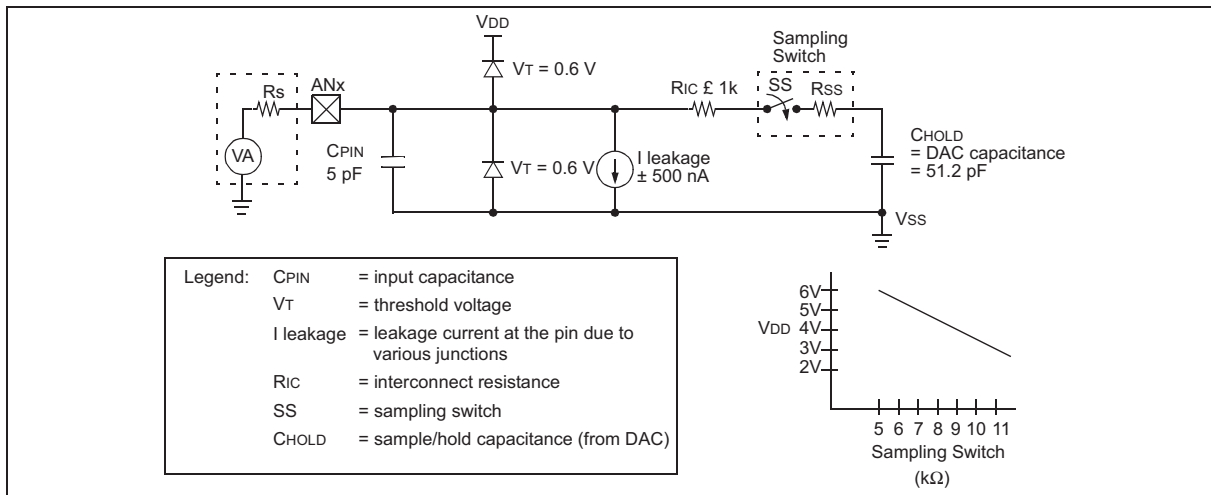 VDD
Sampling
Switch
VT = 0.6 V
Rs
ANx
RIC £ 1k
SS
RSS
CHOLD
= DAC capacitance
= 51.2 pF
VA
CPIN
5 pF
VT = 0.6 V
I leakage
± 500 nA
VSS
Legend: CPIN = input capacitance
VT = threshold voltage
I leakage = leakage current at the pin due to
various junctions
RIC = interconnect resistance
SS = sampling switch
CHOLD = sample/hold capacitance (from DAC)
6V
5V
VDD 4V
3V
2V
5 6 7 8 9 10 11
Sampling Switch
(kΩ)